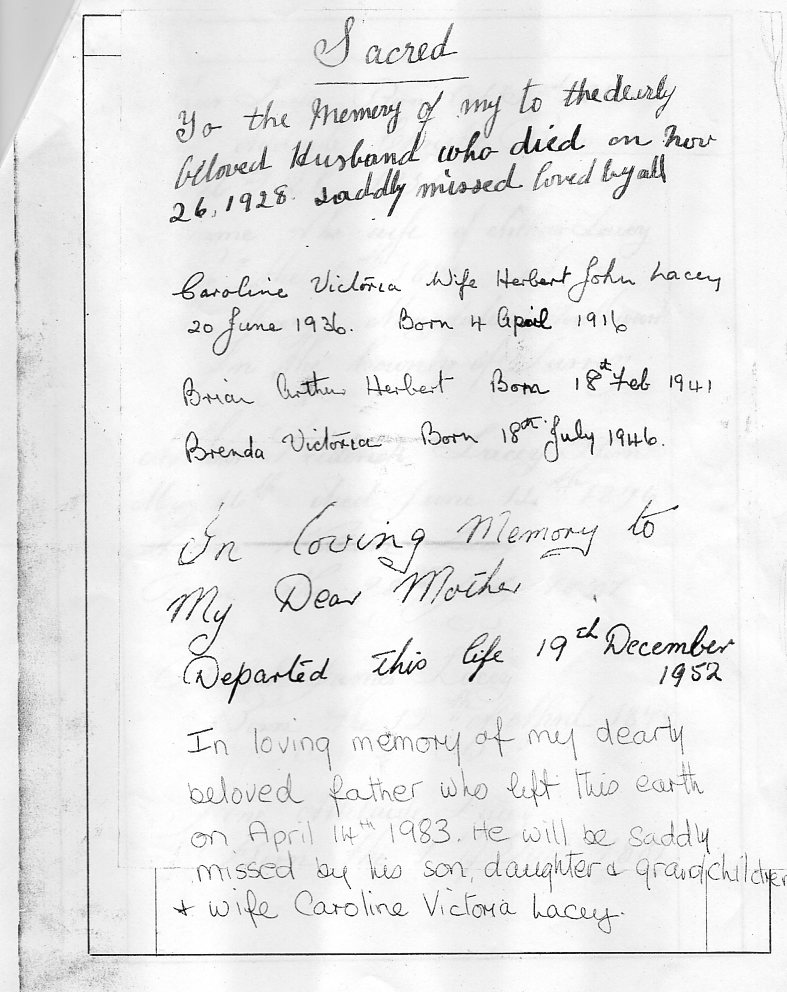 Sacred
To the Memory of my to the dearly
beloved Husband who died on Nov
26, 1928. saddly missed loved by all
Caroline Victoria Wife Herbert John Lacey
20 June 1936. Born 4 April 1916
Brian Arthur Herbert Born 18th Feb 1941
Brenda Victoria Born 18th July 1946.
In loving Memory to
My Dear Mother
Departed this life 19th December
1952
In loving memory of my dearly
beloved father who left this earth
on April 14th 1983. He will be saddly
missed by his son, daughter & grandchildren
& wife Caroline Victoria Lacey.